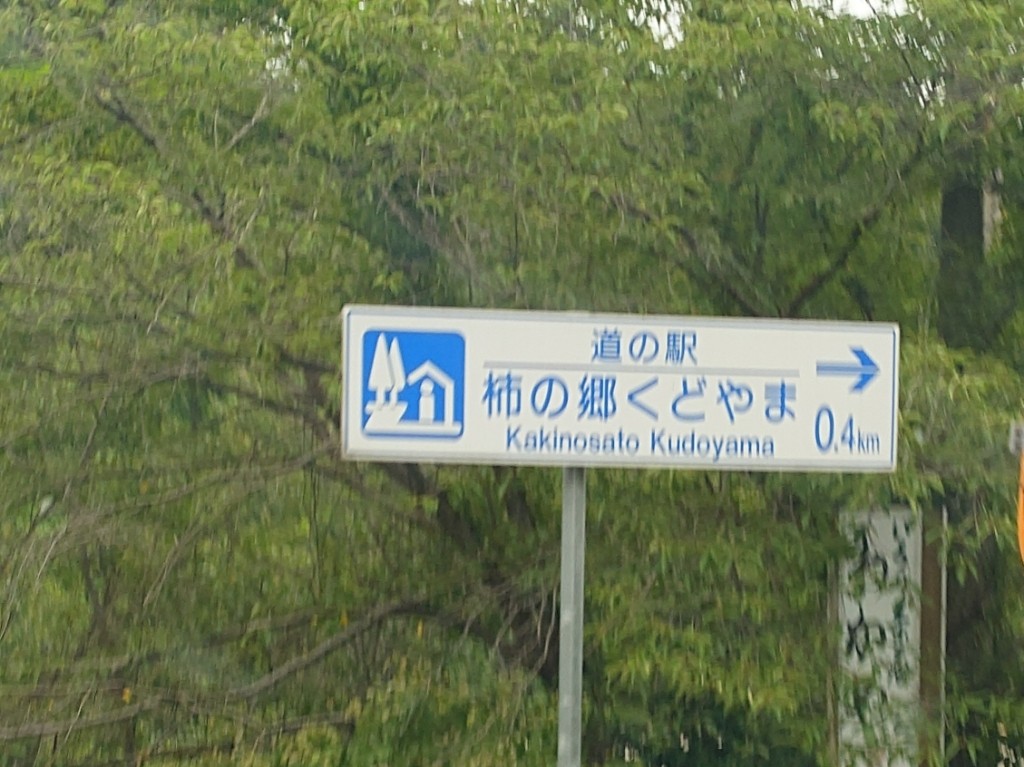 道の駅
柿の郷くどやま
Kakinosato Kudoyama
0.4km